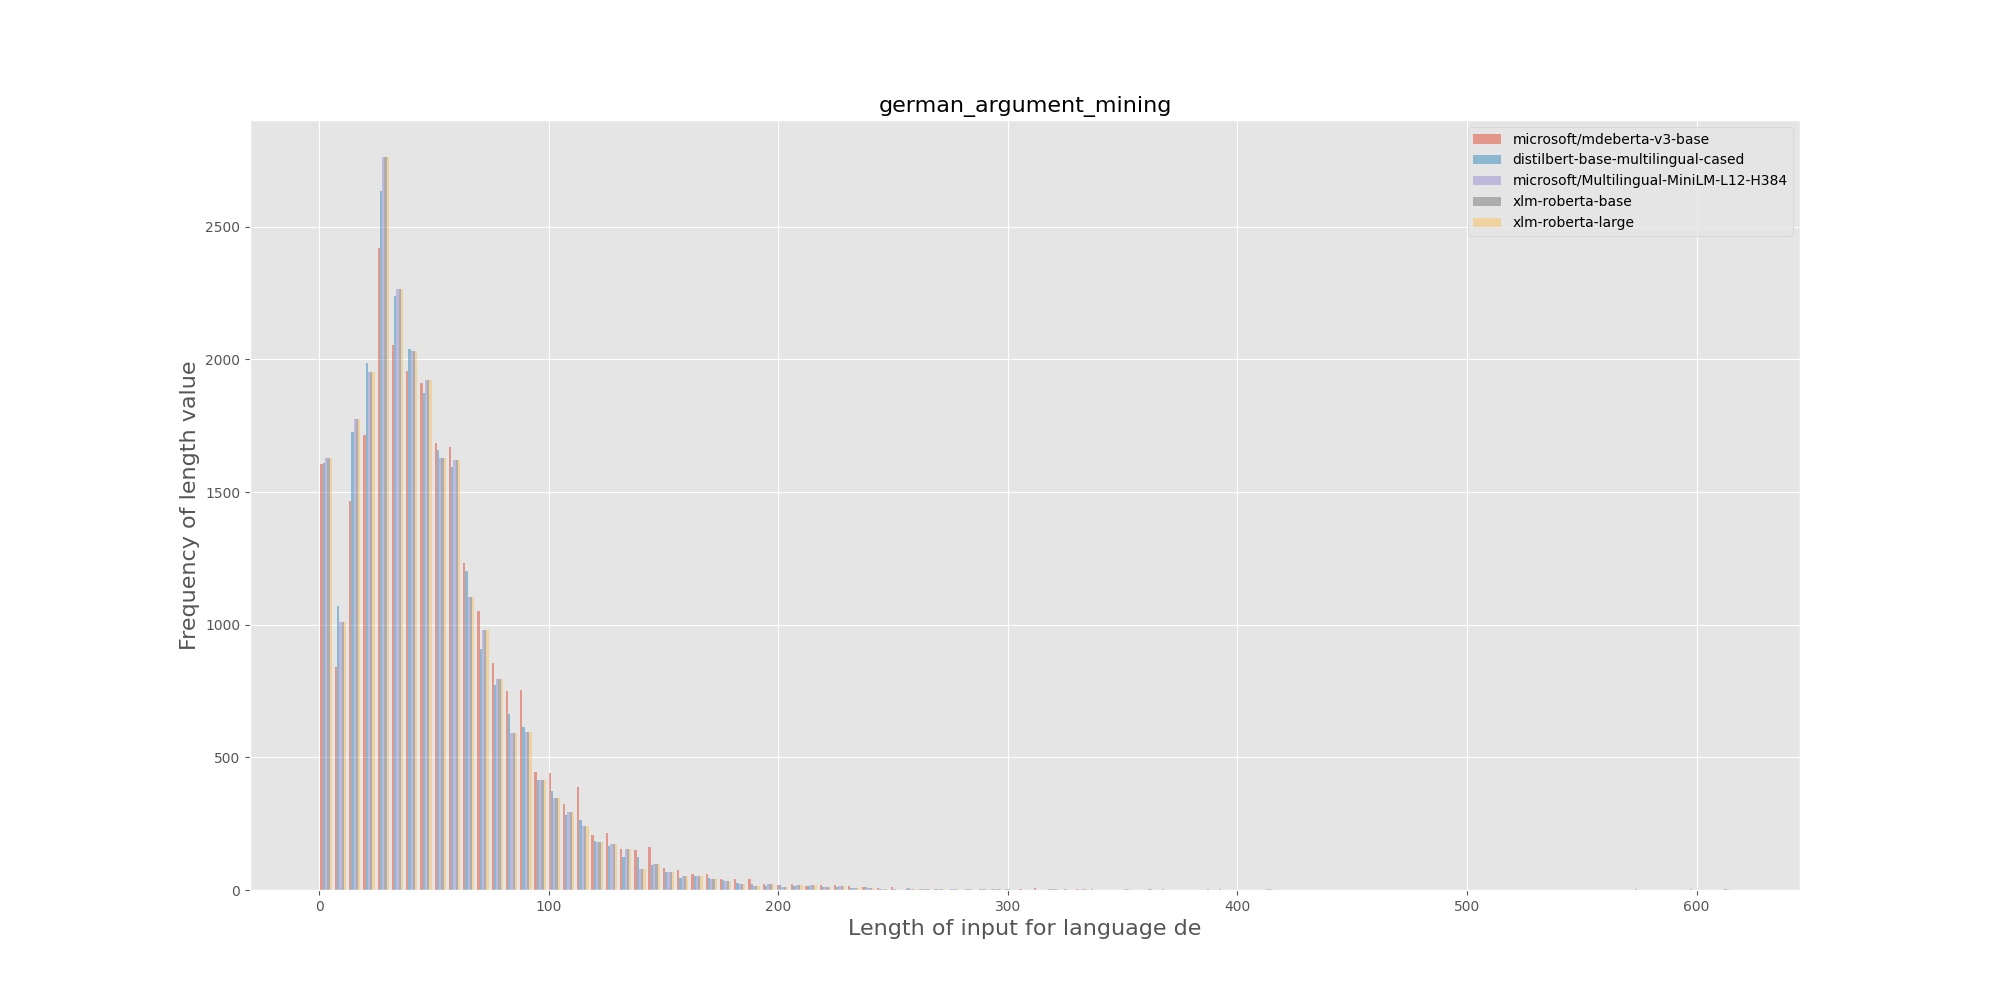 german_argument_mining
microsoft/mdeberta-v3-base
distilbert-base-multilingual-cased
microsoft/Multilingual-MiniLM-L12-H384
xlm-roberta-base
xlm-roberta-large
Frequency of length value
2500
2000
1500
1000
500
0
0 100 200 300 400 500 600
Length of input for language de